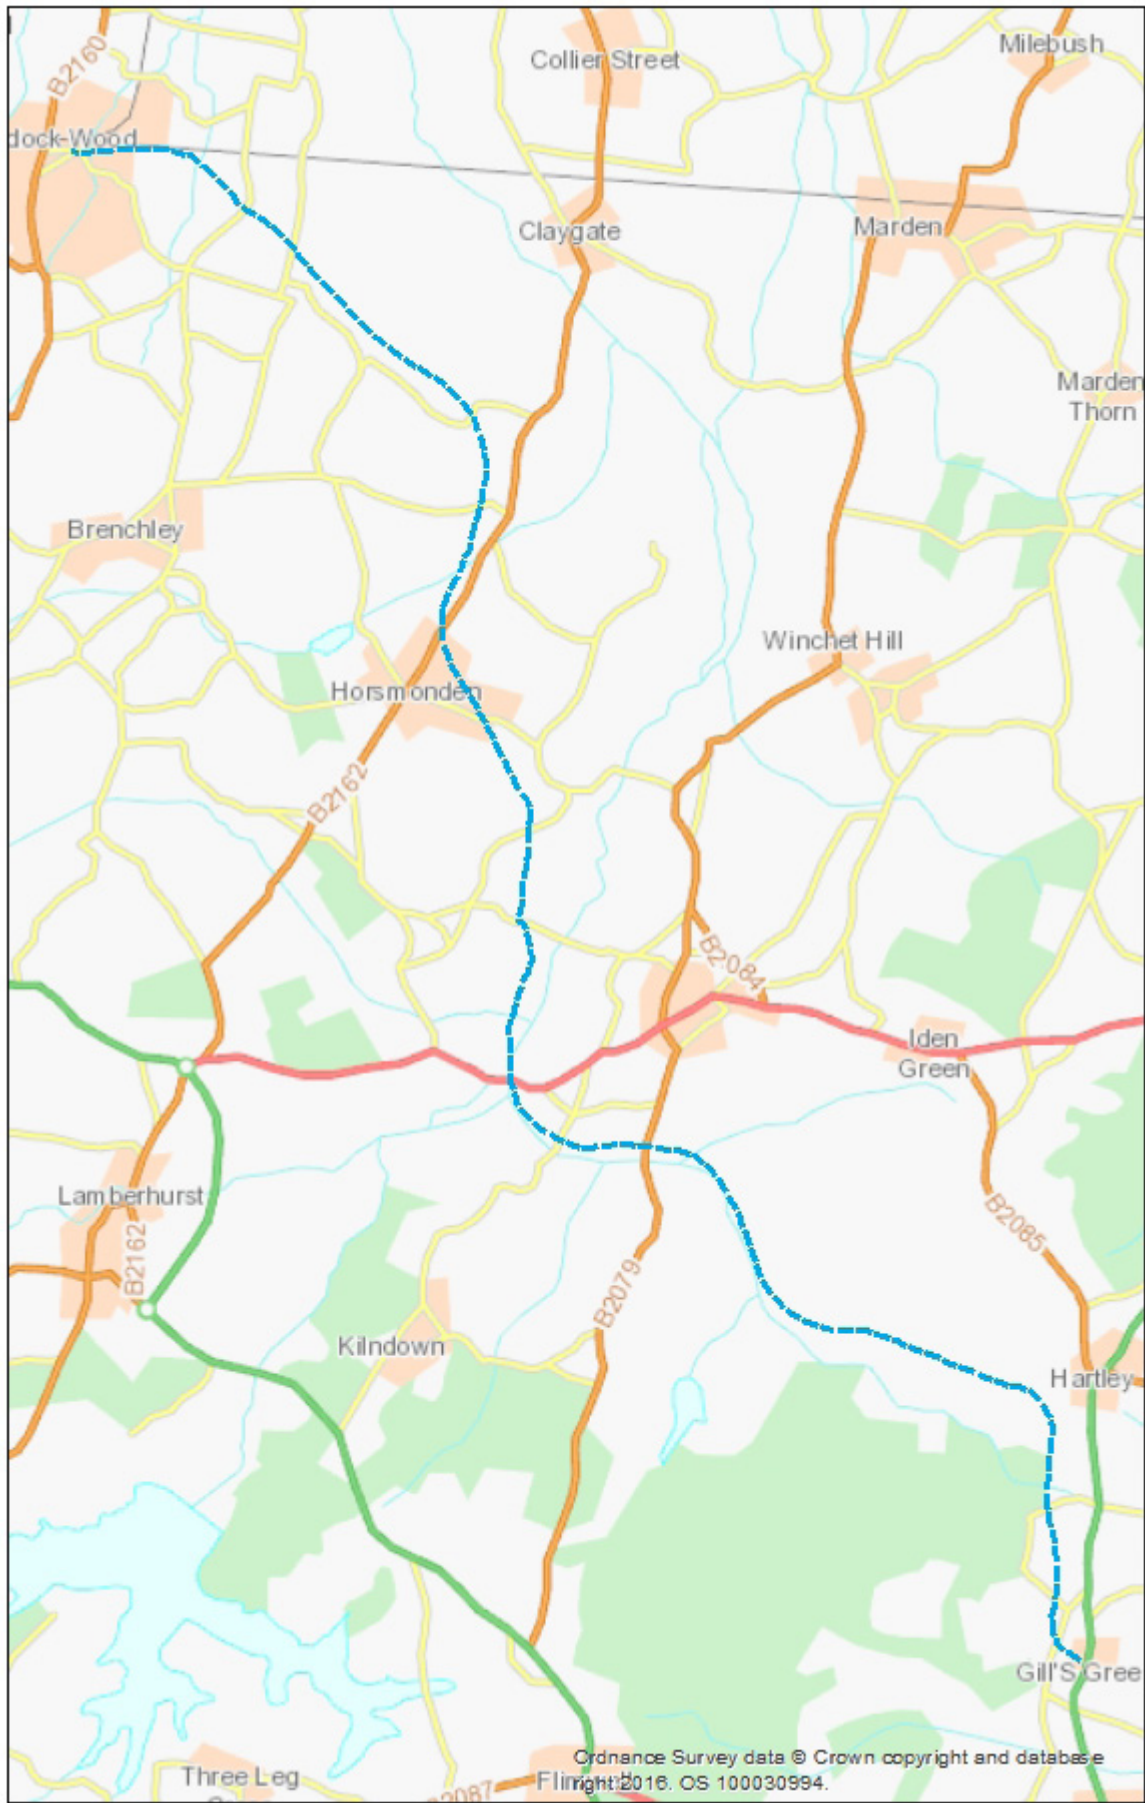 B2160
Collier Street
Milebush
dock-Wood
Claygate
Marden
Marden
Thorn
Brenchley
Winchet Hill
Horsmonden
B2162
B2084
Iden
Green
Lamberhurst
B2162
B2085
B2079
Kilndown
Hartley
Gill'S Gree
Ordnance Survey data © Crown copyright and database
right 2016. OS 100030994.
Three Leg
B2087